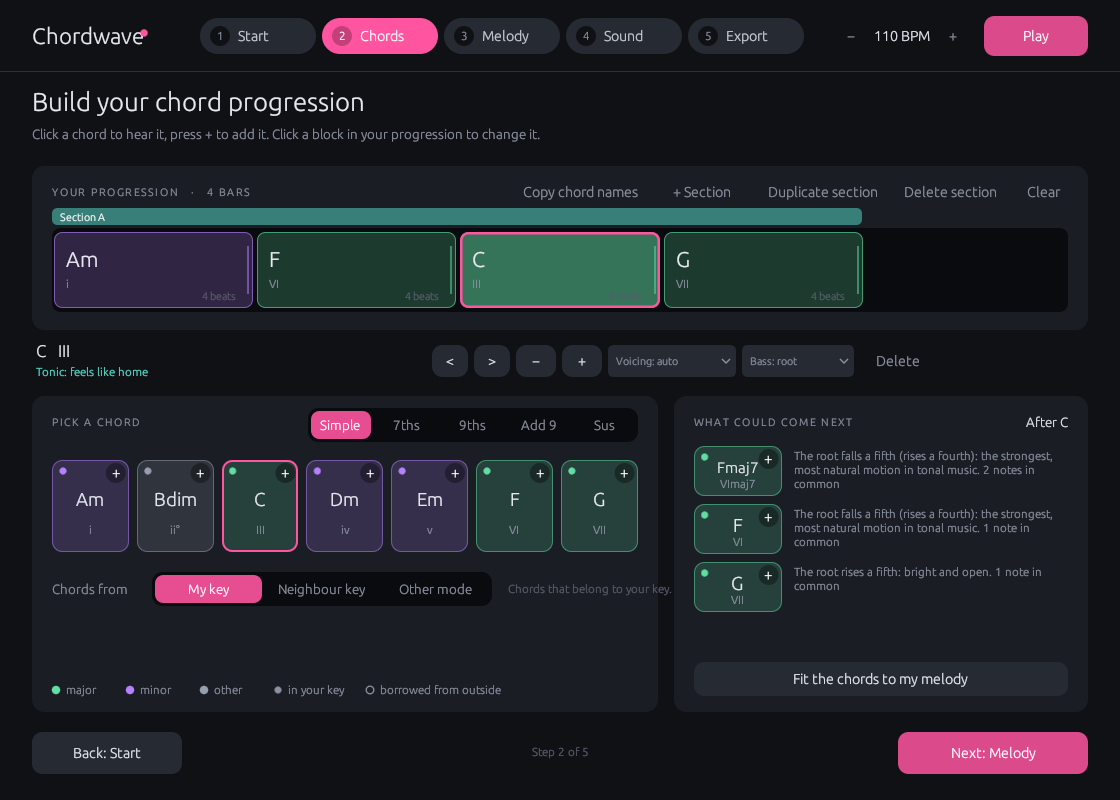 Chordwave
1 Start 2 Chords 3 Melody 4 Sound 5 Export − 110 BPM + Play
Build your chord progression
Click a chord to hear it, press + to add it. Click a block in your progression to change it.
YOUR PROGRESSION · 4 BARS Copy chord names + Section Duplicate section Delete section Clear
Section A
Am F C G
i VI III VII
4 beats 4 beats 4 beats
C III
Tonic: feels like home
< > − + Voicing: auto Bass: root Delete
PICK A CHORD Simple 7ths 9ths Add 9 Sus
+ + + + + + +
Am Bdim C Dm Em F G
i ii° III iv v VI VII
Chords from My key Neighbour key Other mode Chords that belong to your key.
major minor other in your key borrowed from outside
WHAT COULD COME NEXT After C
Fmaj7 +
VImaj7
The root falls a fifth (rises a fourth): the strongest,
most natural motion in tonal music. 2 notes in
common
F +
VI
The root falls a fifth (rises a fourth): the strongest,
most natural motion in tonal music. 1 note in
common
G +
VII
The root rises a fifth: bright and open. 1 note in
common
Fit the chords to my melody
Back: Start Step 2 of 5 Next: Melody